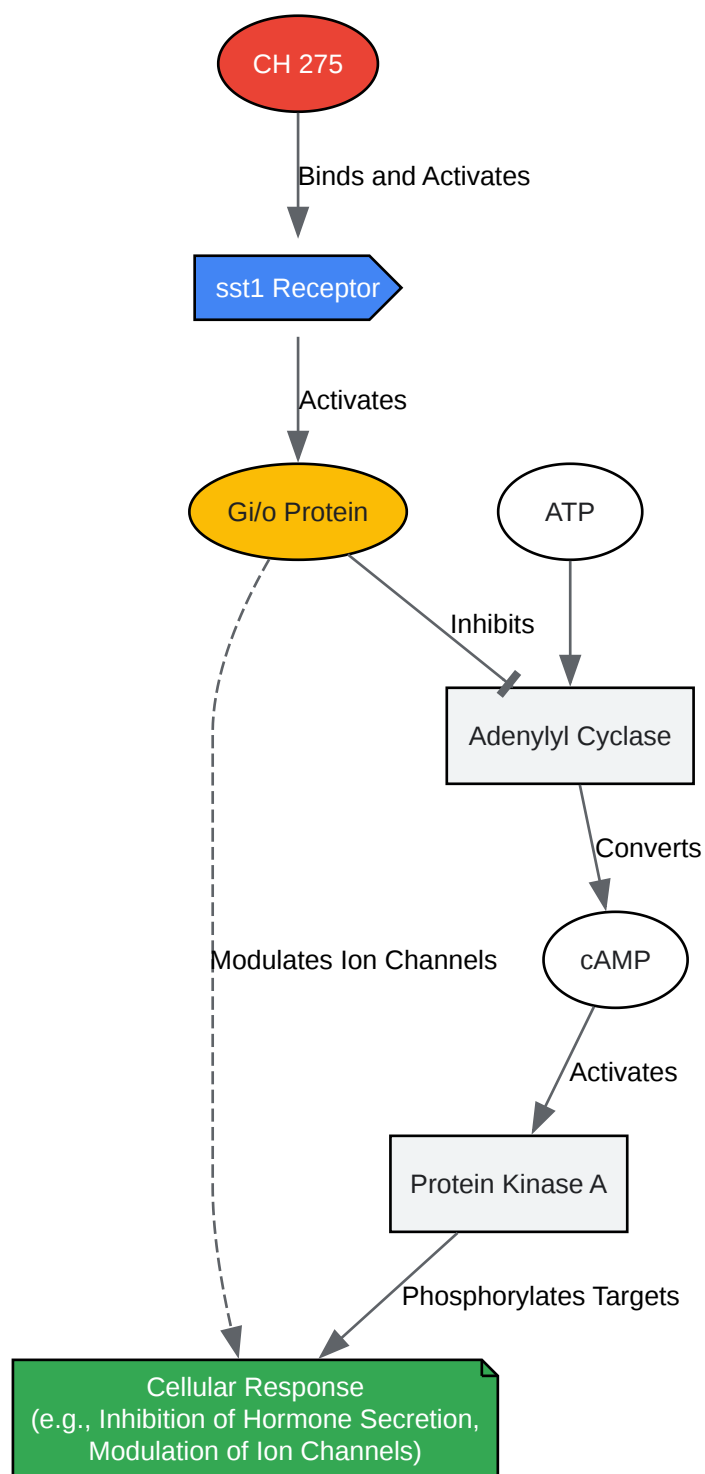 CH 275
Binds and Activates
sst1 Receptor
Activates
Gi/o Protein
ATP
Inhibits
Adenylyl Cyclase
Converts
Modulates Ion Channels
cAMP
Activates
Protein Kinase A
Phosphorylates Targets
Cellular Response
(e.g., Inhibition of Hormone Secretion,
Modulation of Ion Channels)